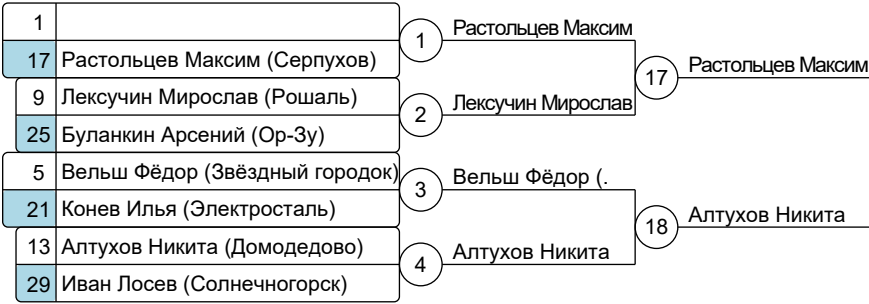 1
17 Растольцев Максим (Серпухов)
1 Растольцев Максим
9 Лексучин Мирослав (Рошаль)
25 Буланкин Арсений (Ор-Зу)
2 Лексучин Мирослав
17 Растольцев Максим
5 Вельш Фёдор (Звёздный городок)
21 Конев Илья (Электросталь)
3 Вельш Фёдор (.
13 Алтухов Никита (Домодедово)
29 Иван Лосев (Солнечногорск)
4 Алтухов Никита
18 Алтухов Никита